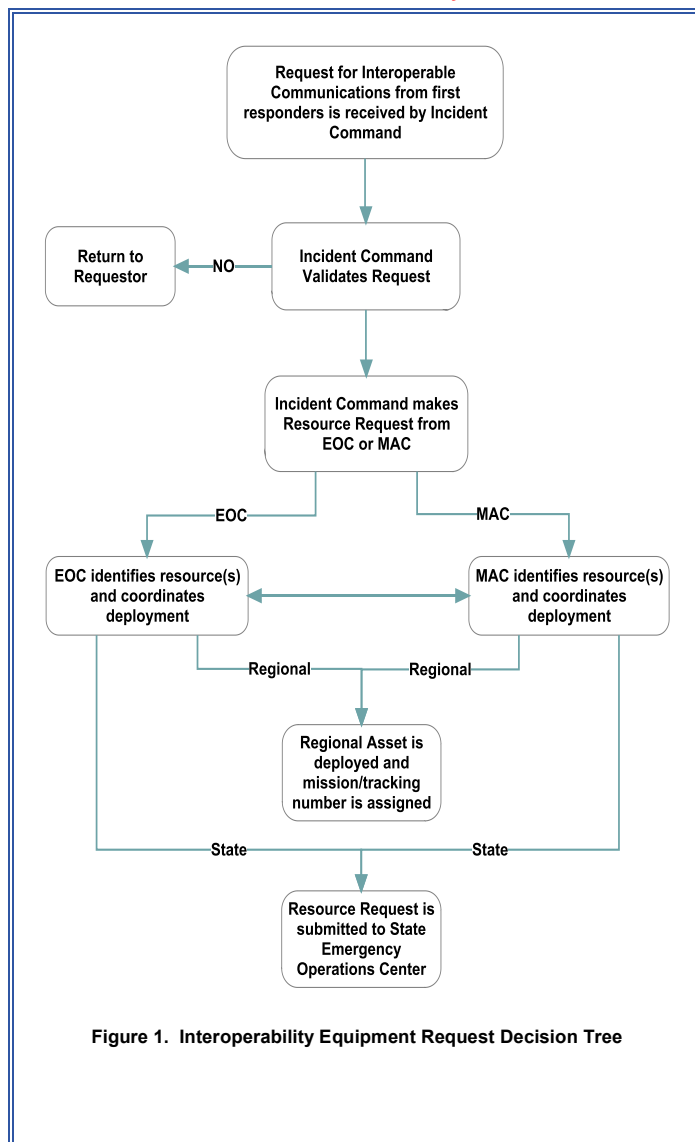 Request for Interoperable
Communications from first
responders is received by Incident
Command
Return to
Requestor
NO
Incident Command
Validates Request
Incident Command makes
Resource Request from
EOC or MAC
EOC
MAC
EOC identifies resource(s)
and coordinates
deployment
MAC identifies resource(s)
and coordinates
deployment
Regional
Regional
Regional Asset is
deployed and
mission/tracking
number is assigned
State
State
Resource Request is
submitted to State
Emergency
Operations Center
Figure 1. Interoperability Equipment Request Decision Tree